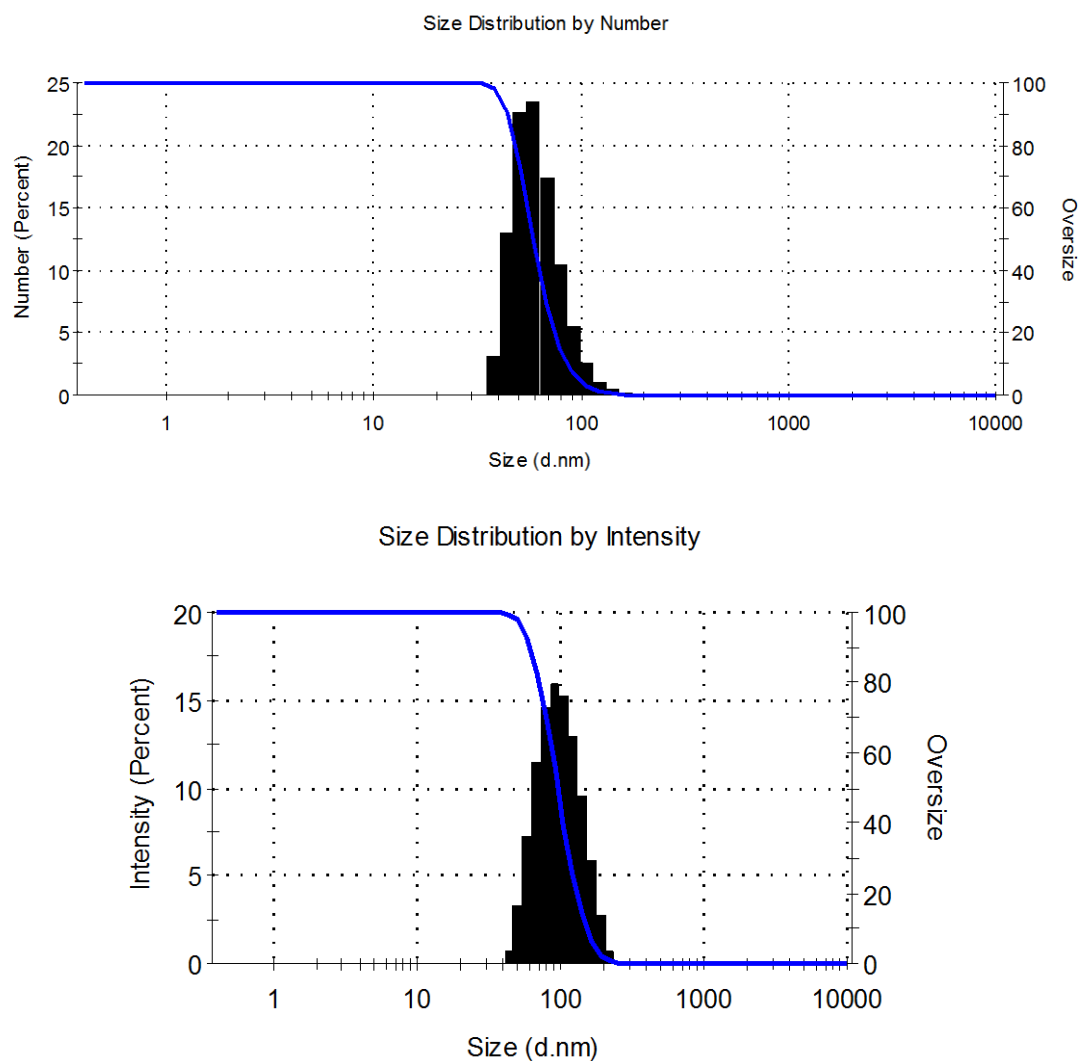 Size Distribution by Number
25
20
15
10
5
0
Number (Percent)
100
80
60
40
20
0
Oversize
1 10 100 1000 10000
Size (d.nm)
Size Distribution by Intensity
20
15
10
5
0
Intensity (Percent)
100
80
60
40
20
0
Oversize
1 10 100 1000 10000
Size (d.nm)